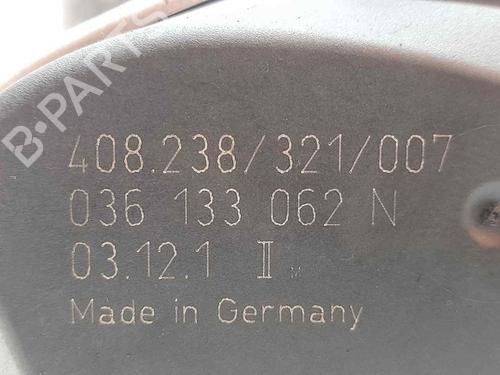 B-PARTS
408.238/321/007
036 133 062 N
03.12.1 II M
Made in Germany